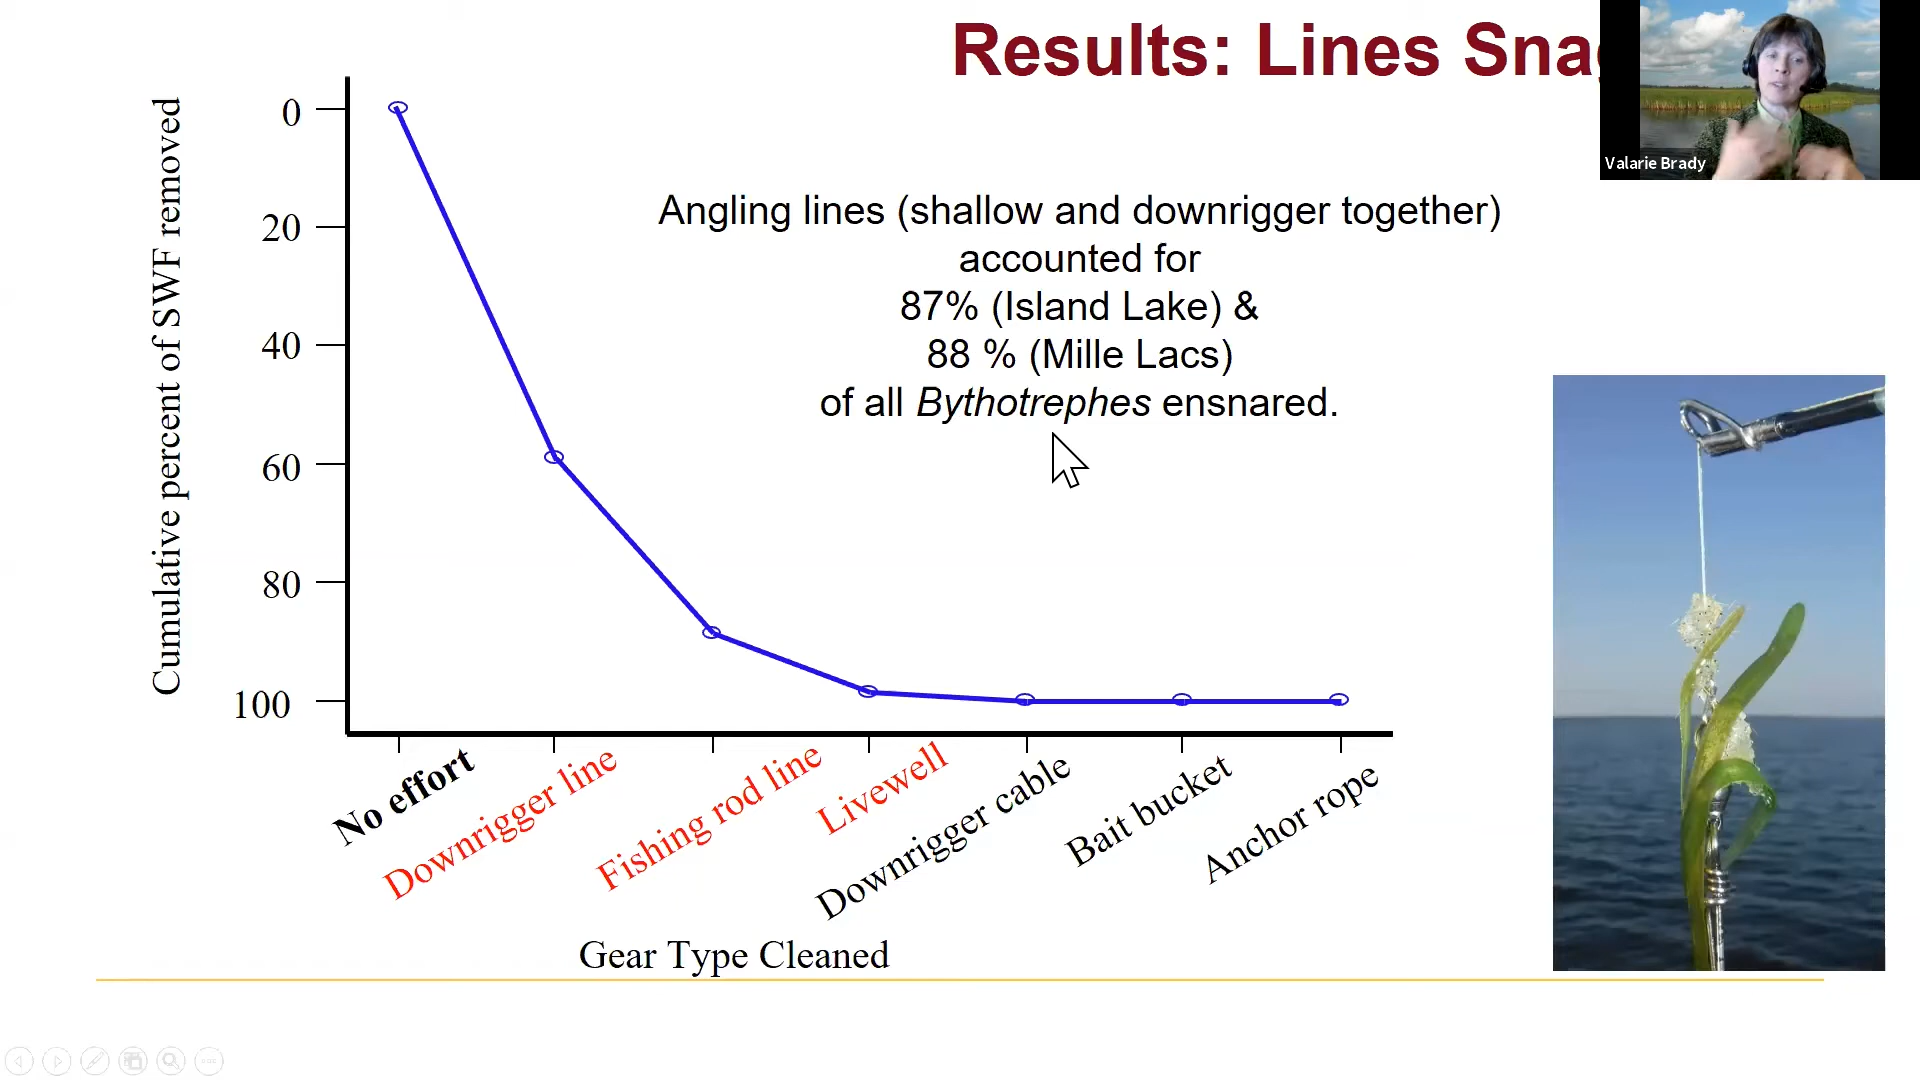 Results: Lines
Valarie Brady
Cumulative percent of SWF removed
0
20
40
60
80
100
Angling lines (shallow and downrigger together)
accounted for
87% (Island Lake) &
88 % (Mille Lacs)
of all Bythotrephes ensnared.
No effort
Downrigger line
Fishing rod line
Livewell
Downrigger cable
Bait bucket
Anchor rope
Gear Type Cleaned